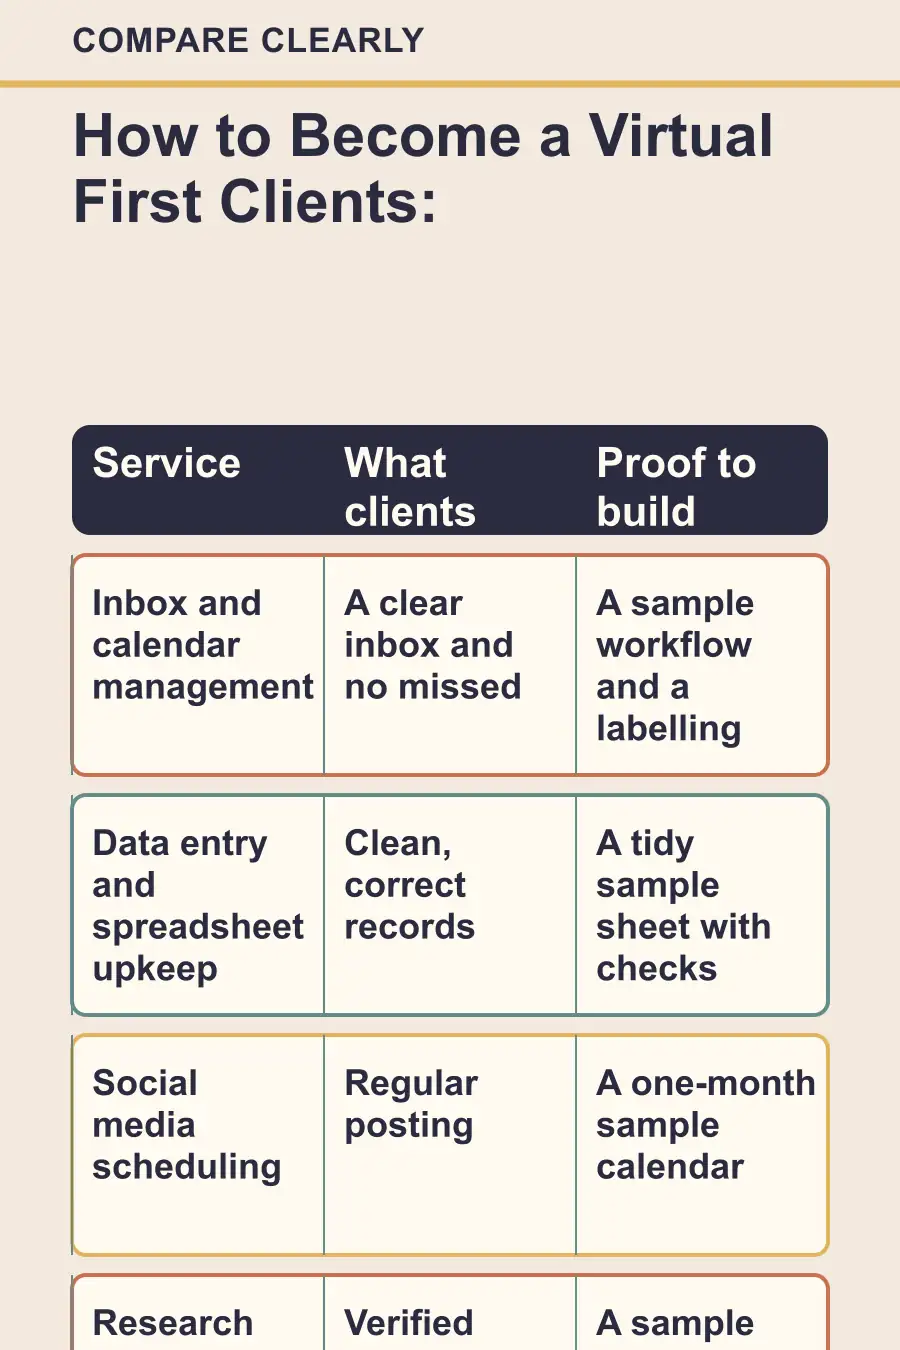 COMPARE CLEARLY
How to Become a Virtual
First Clients:
Service
What
clients
Proof to
build
Inbox and
calendar
management
A clear
inbox and
no missed
A sample
workflow
and a
labelling
Data entry
and
spreadsheet
upkeep
Clean,
correct
records
A tidy
sample
sheet with
checks
Social
media
scheduling
Regular
posting
A one-month
sample
calendar
Research
Verified
A sample